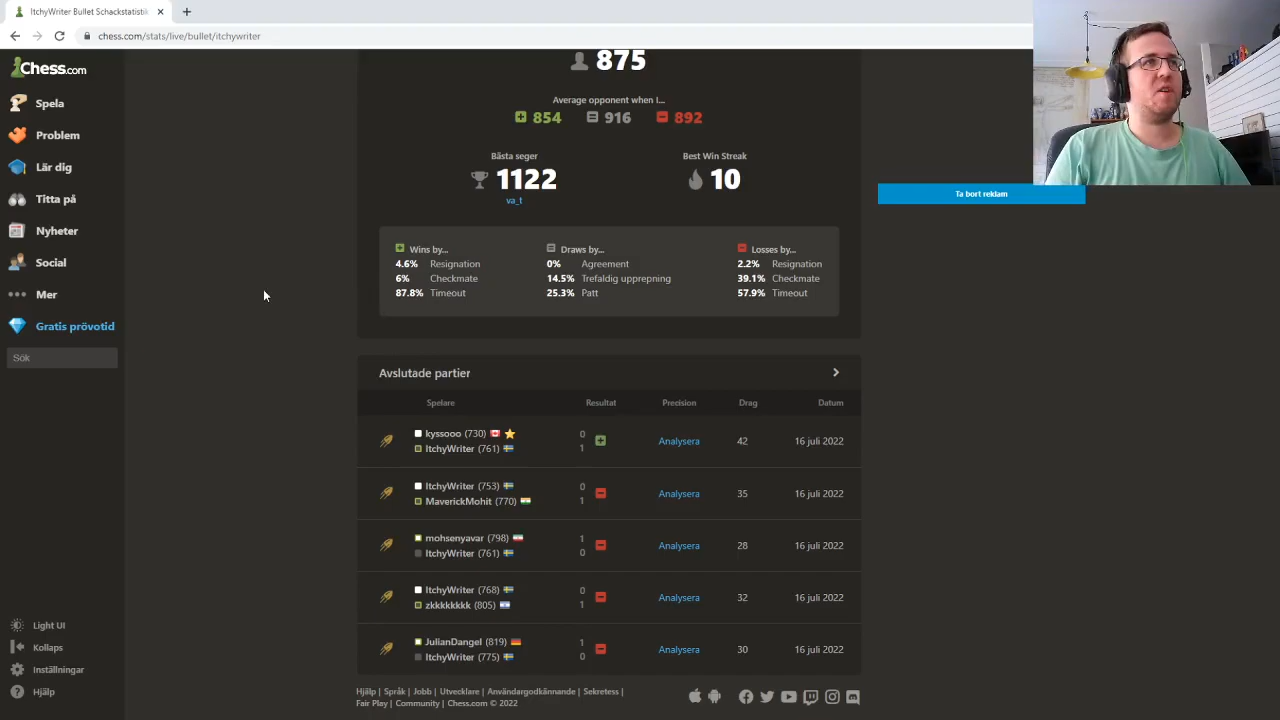 ItchyWriter Bullet Schackstatistik
chess.com/stats/live/bullet/itchywriter
Chess.com
Spela
Problem
Lär dig
Titta på
Nyheter
Social
Mer
Gratis prövotid
Sök
Light UI
Kollaps
Inställningar
Hjälp
875
Average opponent when I...
854 916 892
Bästa seger
1122
va_t
Best Win Streak
10
Wins by...
4.6% Resignation
6% Checkmate
87.8% Timeout
Draws by...
0% Agreement
14.5% Trefaldig upprepning
25.3% Patt
Losses by...
2.2% Resignation
39.1% Checkmate
57.9% Timeout
Ta bort reklam
Avslutade partier
Spelare Resultat Precision Drag Datum
kyssooo (730) 0
ItchyWriter (761) 1
Analysera 42 16 juli 2022
ItchyWriter (753) 0
MaverickMohit (770) 1
Analysera 35 16 juli 2022
mohsenyavar (798) 1
ItchyWriter (761) 0
Analysera 28 16 juli 2022
ItchyWriter (768) 0
zkkkkkkkk (805) 1
Analysera 32 16 juli 2022
JulianDangel (819) 1
ItchyWriter (775) 0
Analysera 30 16 juli 2022
Hjälp | Språk | Jobb | Utvecklare | Användargodkännande | Sekretess |
Fair Play | Community | Chess.com © 2022